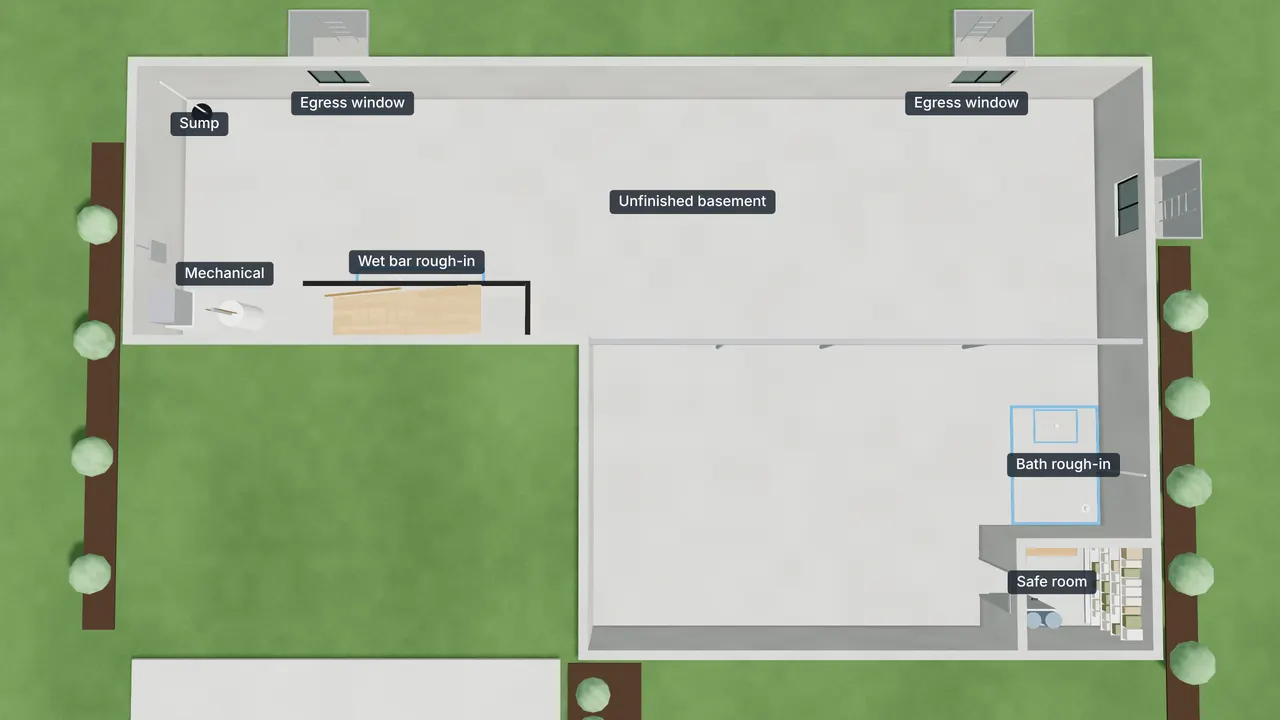 Egress window
Egress window
Sump
Unfinished basement
Wet bar rough-in
Mechanical
Bath rough-in
Safe room